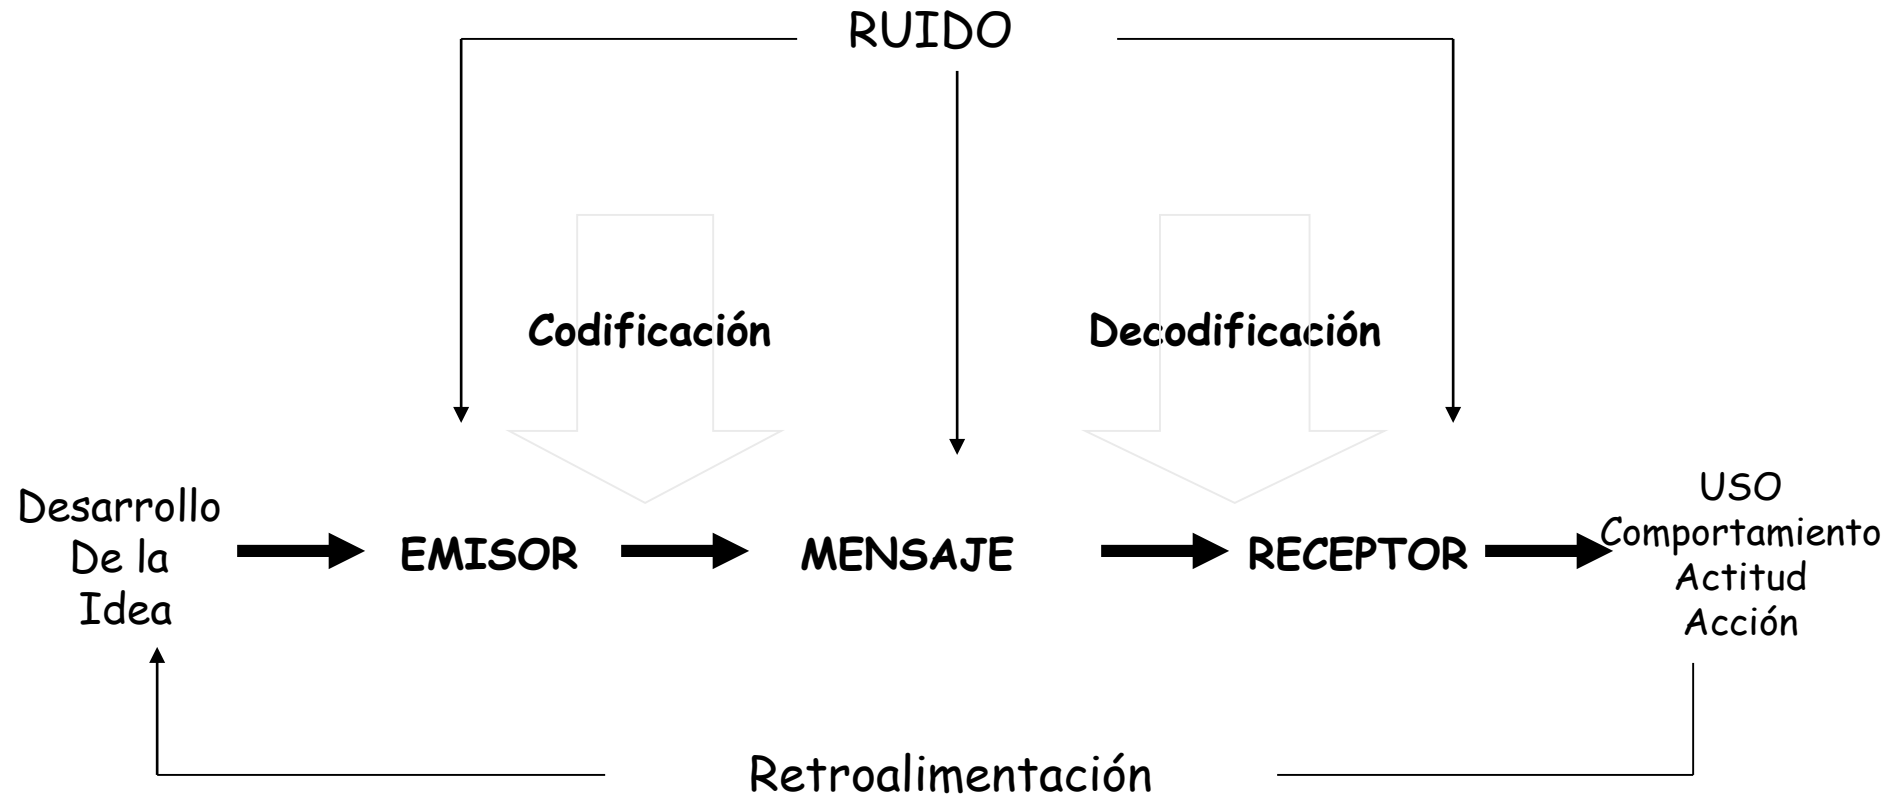 RUIDO
Codificación
Decodificación
Desarrollo
De la
Idea
EMISOR
MENSAJE
RECEPTOR
USO
Comportamiento
Actitud
Acción
Retroalimentación